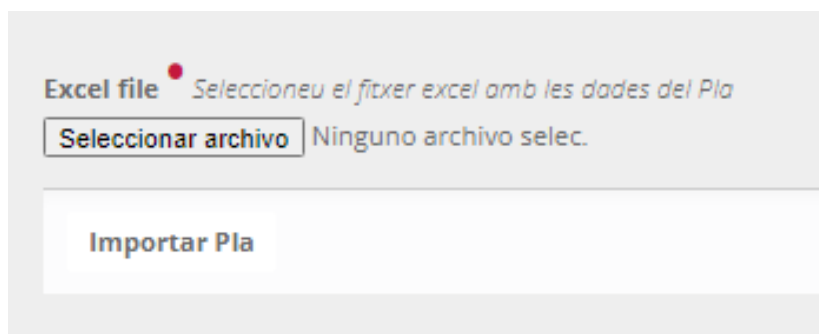 Excel file Seleccioneu el fitxer excel amb les dades del Pla
Seleccionar archivo Ninguno archivo selec.
Importar Pla